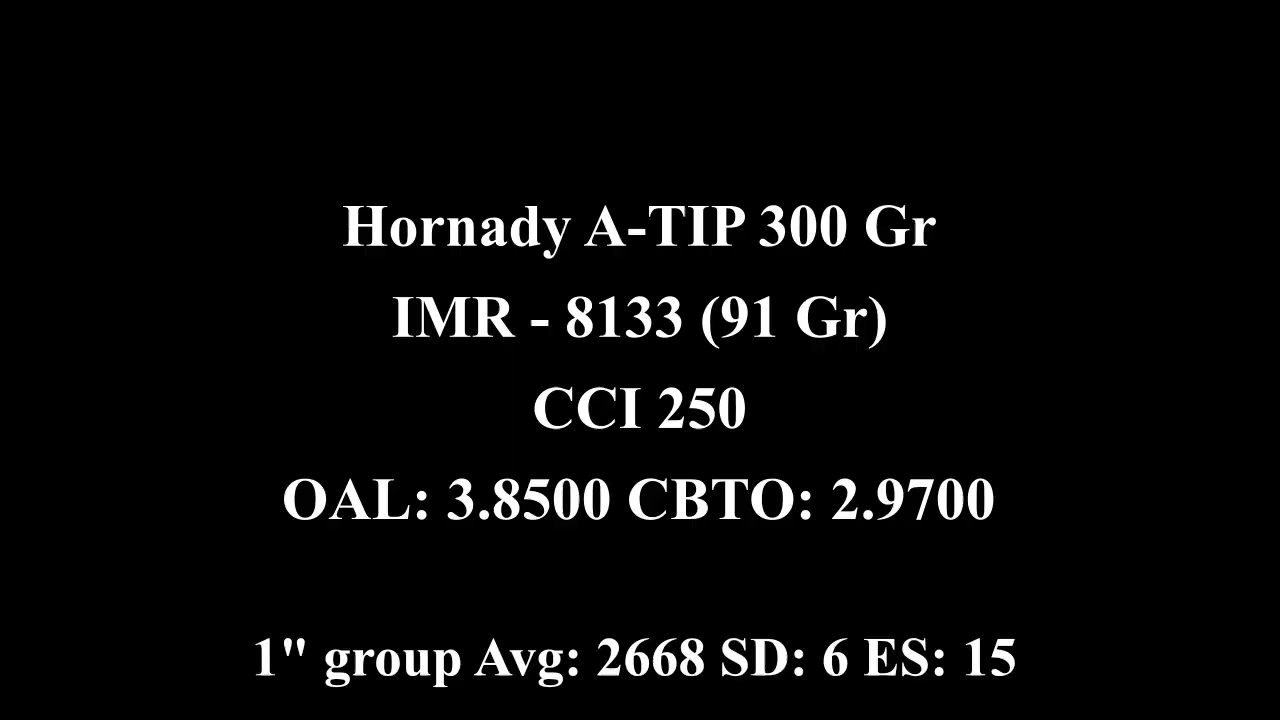 Hornady A-TIP 300 Gr
IMR - 8133 (91 Gr)
CCI 250
OAL: 3.8500 CBTO: 2.9700
1" group Avg: 2668 SD: 6 ES: 15